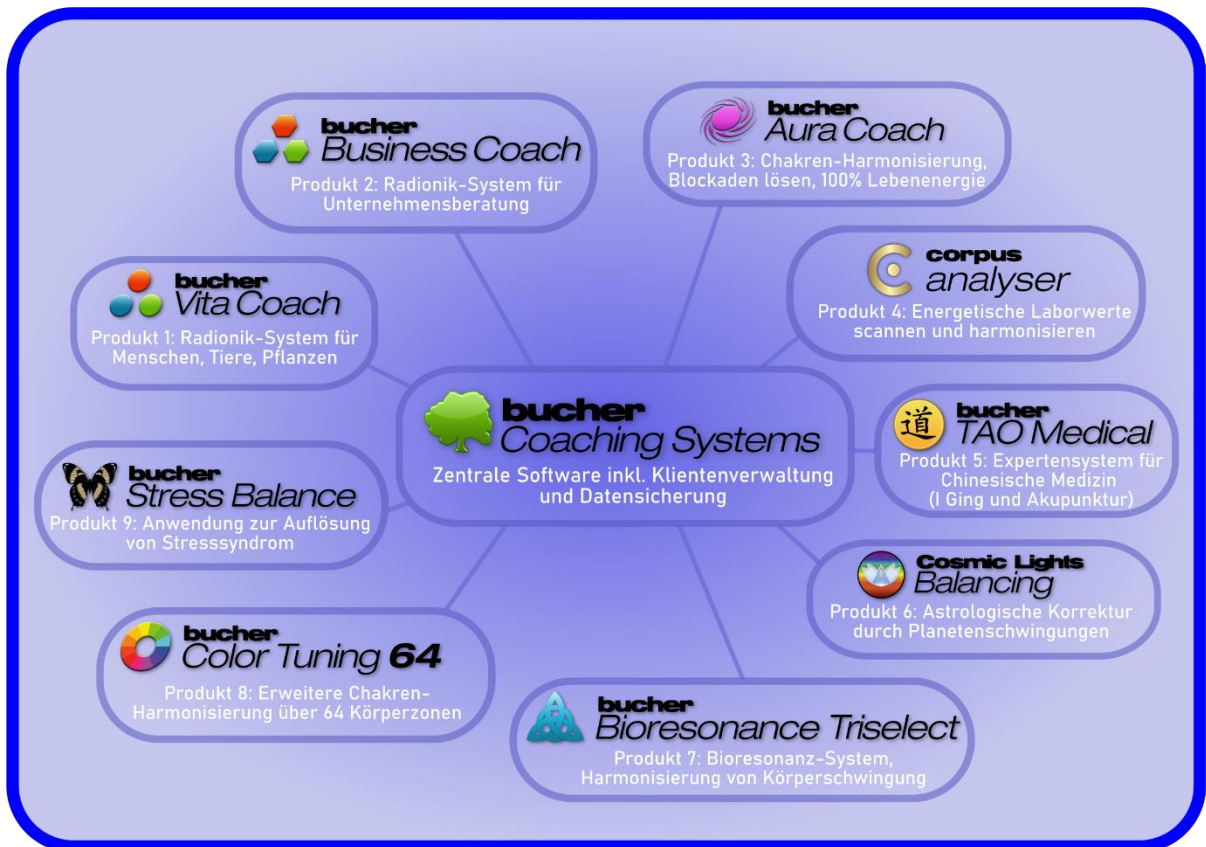 bucher
Business Coach
Produkt 2: Radionik-System für
Unternehmensberatung
bucher
Aura Coach
Produkt 3: Chakren-Harmonisierung,
Blockaden lösen, 100% Lebenenergie
bucher
Vita Coach
Produkt 1: Radionik-System für
Menschen, Tiere, Pflanzen
corpus
analyser
Produkt 4: Energetische Laborwerte
scannen und harmonisieren
bucher
Coaching Systems
Zentrale Software inkl. Klientenverwaltung
und Datensicherung
道
bucher
TAO Medical
Produkt 5: Expertensystem für
Chinesische Medizin
(I Ging und Akupunktur)
bucher
Stress Balance
Produkt 9: Anwendung zur Auflösung
von Stresssyndrom
Cosmic Lights
Balancing
Produkt 6: Astrologische Korrektur
durch Planetenschwingungen
bucher
Color Tuning 64
Produkt 8: Erweitere Chakren-
Harmonisierung über 64 Körperzonen
bucher
Bioresonance Triselect
Produkt 7: Bioresonanz-System,
Harmonisierung von Körperschwingung